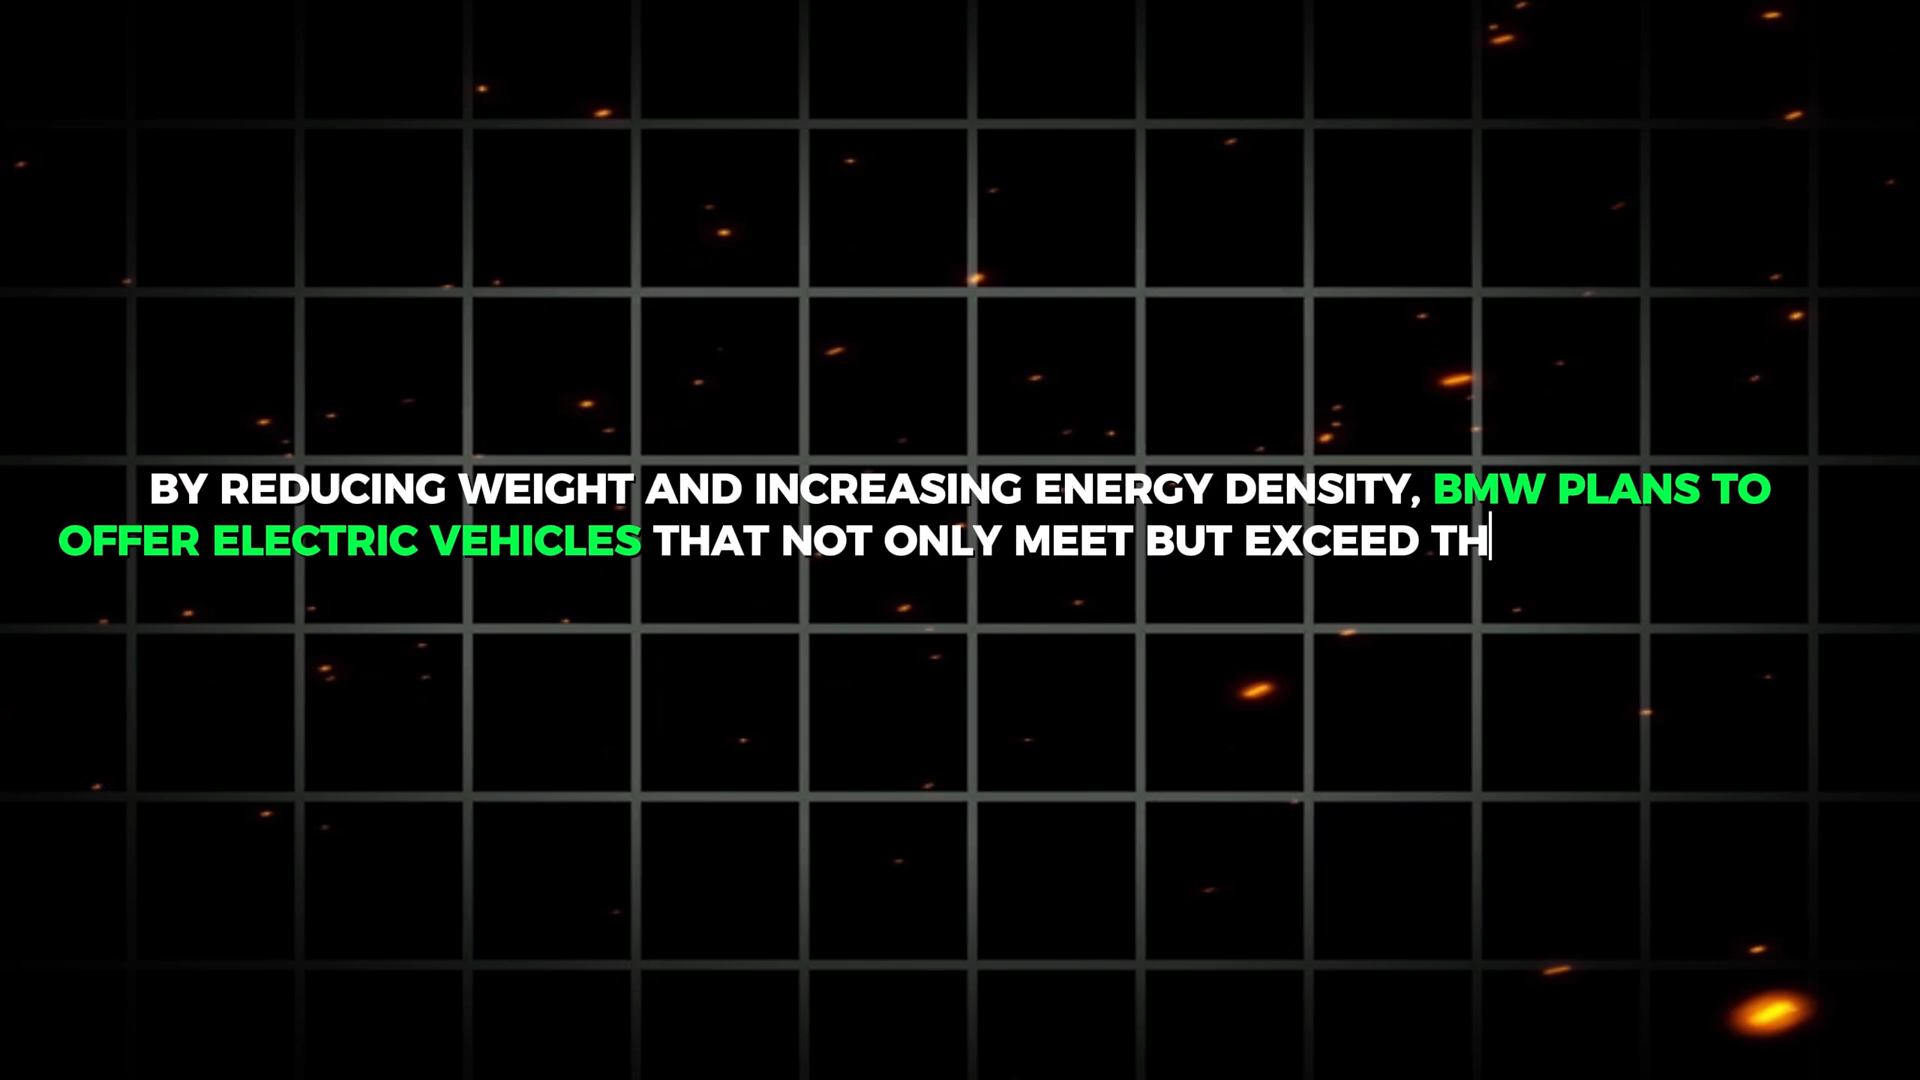 BY REDUCING WEIGHT AND INCREASING ENERGY DENSITY, BMW PLANS TO
OFFER ELECTRIC VEHICLES THAT NOT ONLY MEET BUT EXCEED TH